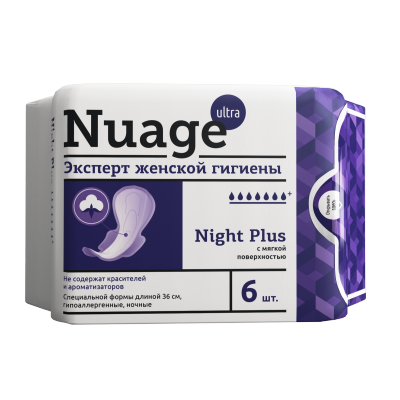 Nuage
ultra
Эксперт женской гигиены
Night Plus
с мягкой
поверхностью
Не содержат красителей
и ароматизаторов
Специальной формы длиной 36 см,
гипоаллергенные, ночные
6 шт.